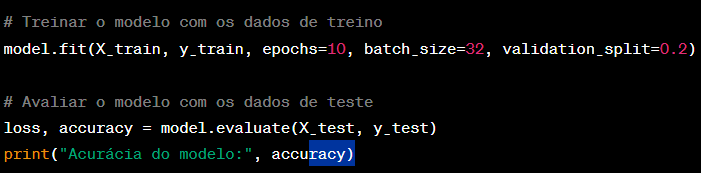 # Treinar o modelo com os dados de treino
model.fit(X_train, y_train, epochs=10, batch_size=32, validation_split=0.2)
# Avaliar o modelo com os dados de teste
loss, accuracy = model.evaluate(X_test, y_test)
print("Acurácia do modelo:", accuracy)